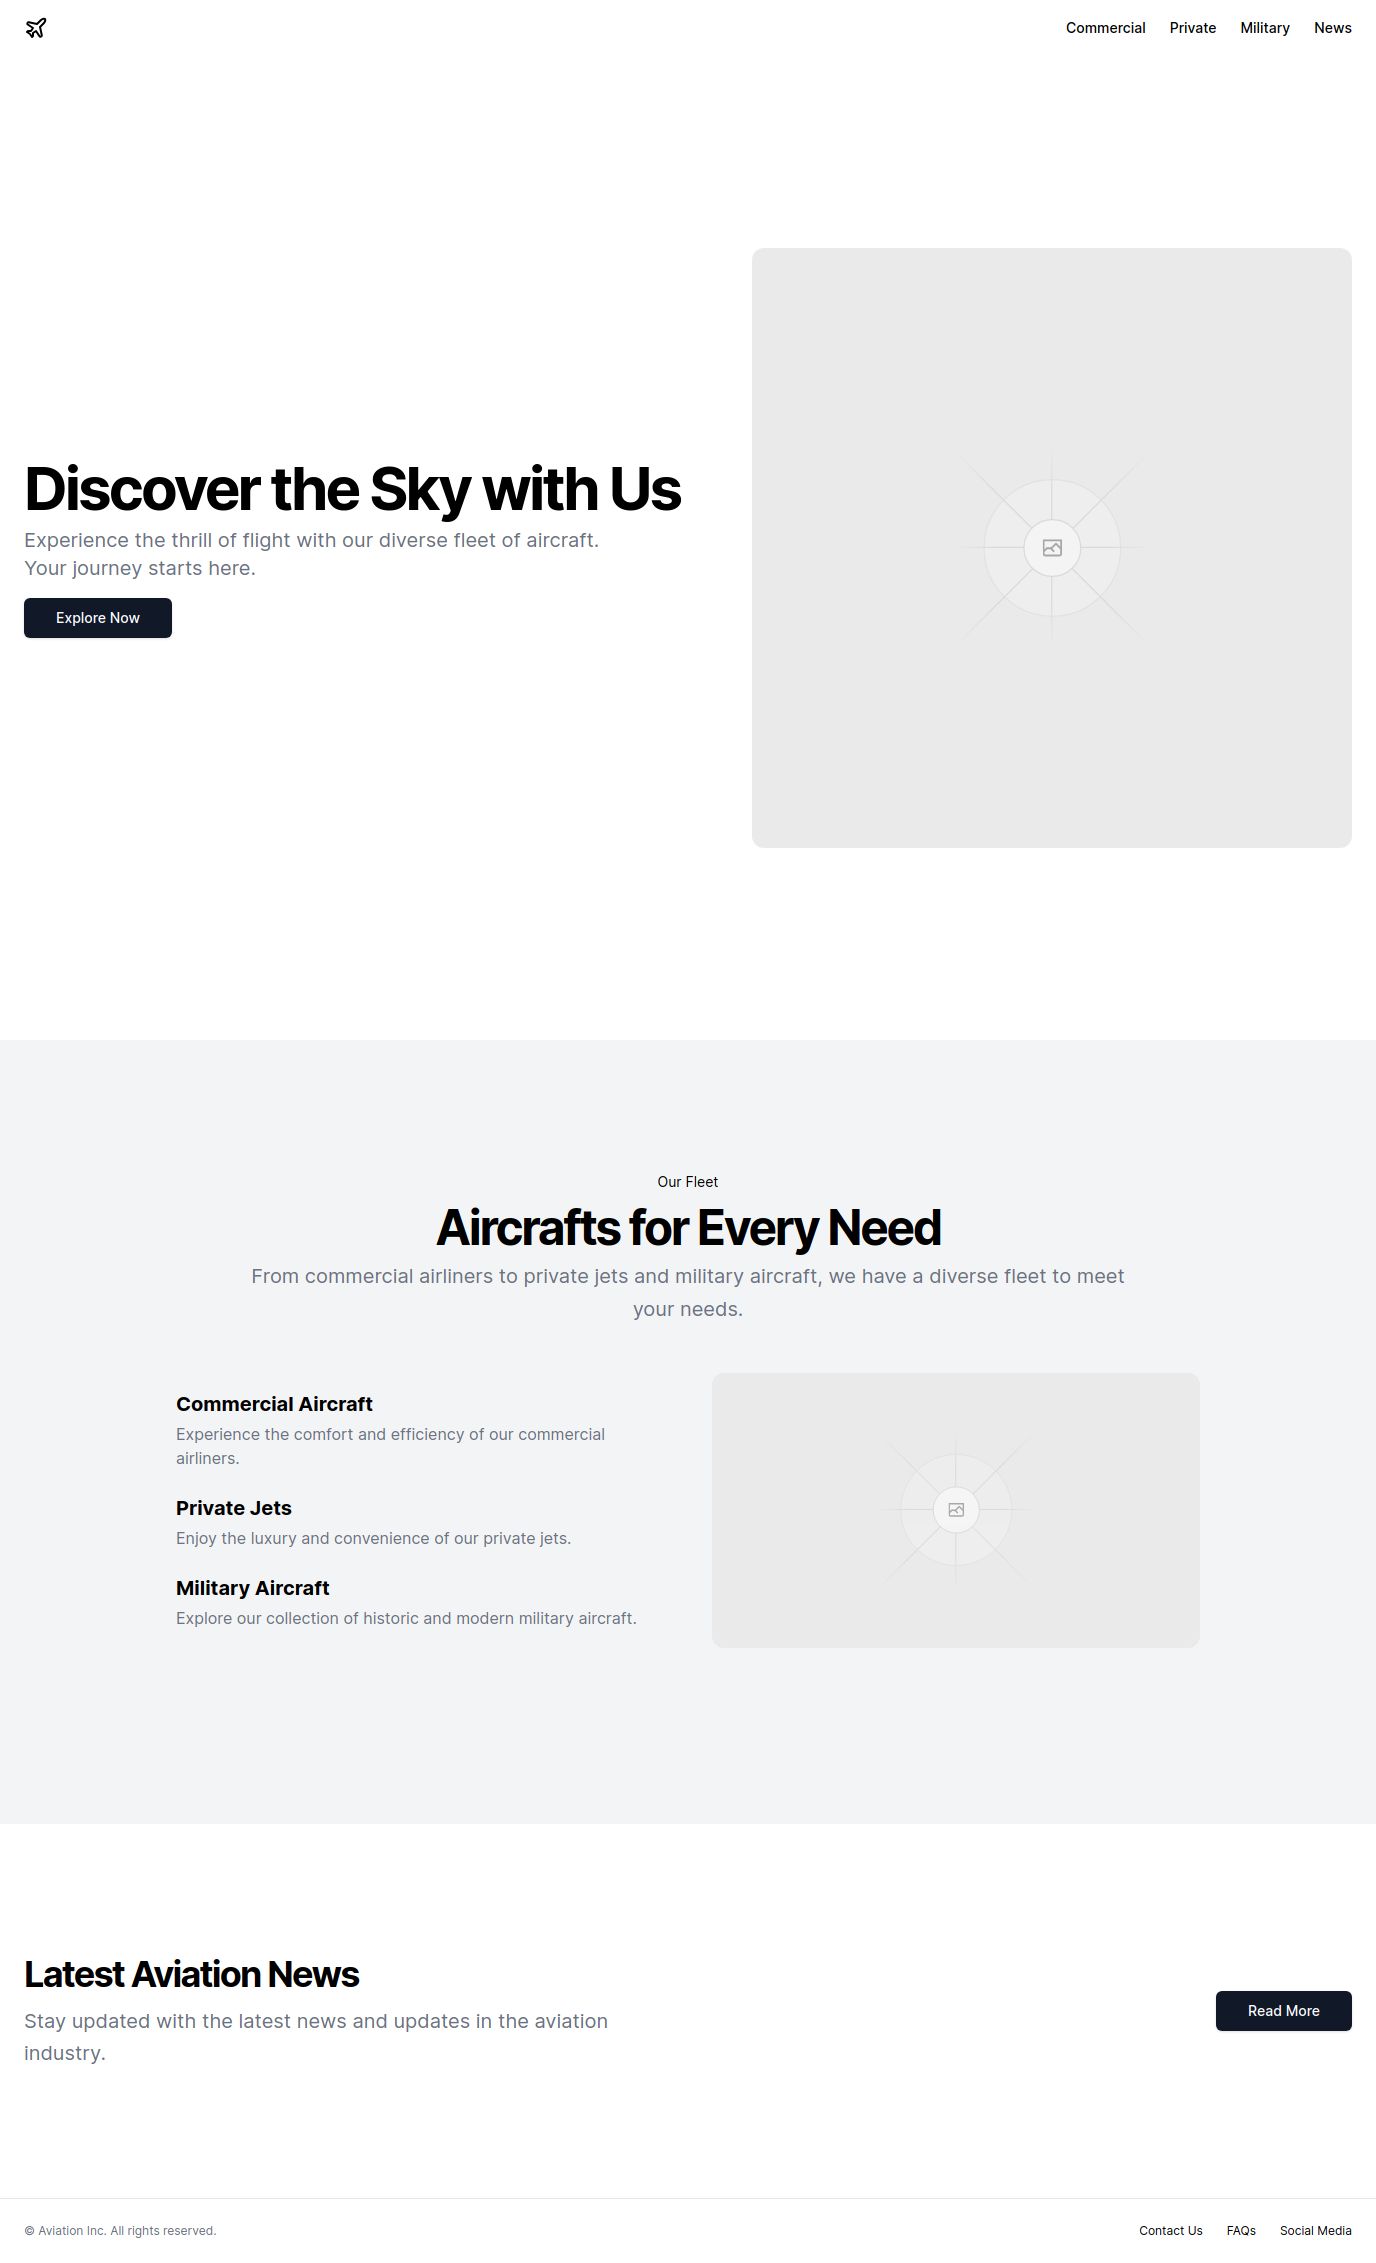 Commercial Private Military News
Discover the Sky with Us
Experience the thrill of flight with our diverse fleet of aircraft.
Your journey starts here.
Explore Now
Our Fleet
Aircrafts for Every Need
From commercial airliners to private jets and military aircraft, we have a diverse fleet to meet
your needs.
Commercial Aircraft
Experience the comfort and efficiency of our commercial
airliners.
Private Jets
Enjoy the luxury and convenience of our private jets.
Military Aircraft
Explore our collection of historic and modern military aircraft.
Latest Aviation News
Stay updated with the latest news and updates in the aviation
industry.
Read More
© Aviation Inc. All rights reserved.
Contact Us FAQs Social Media